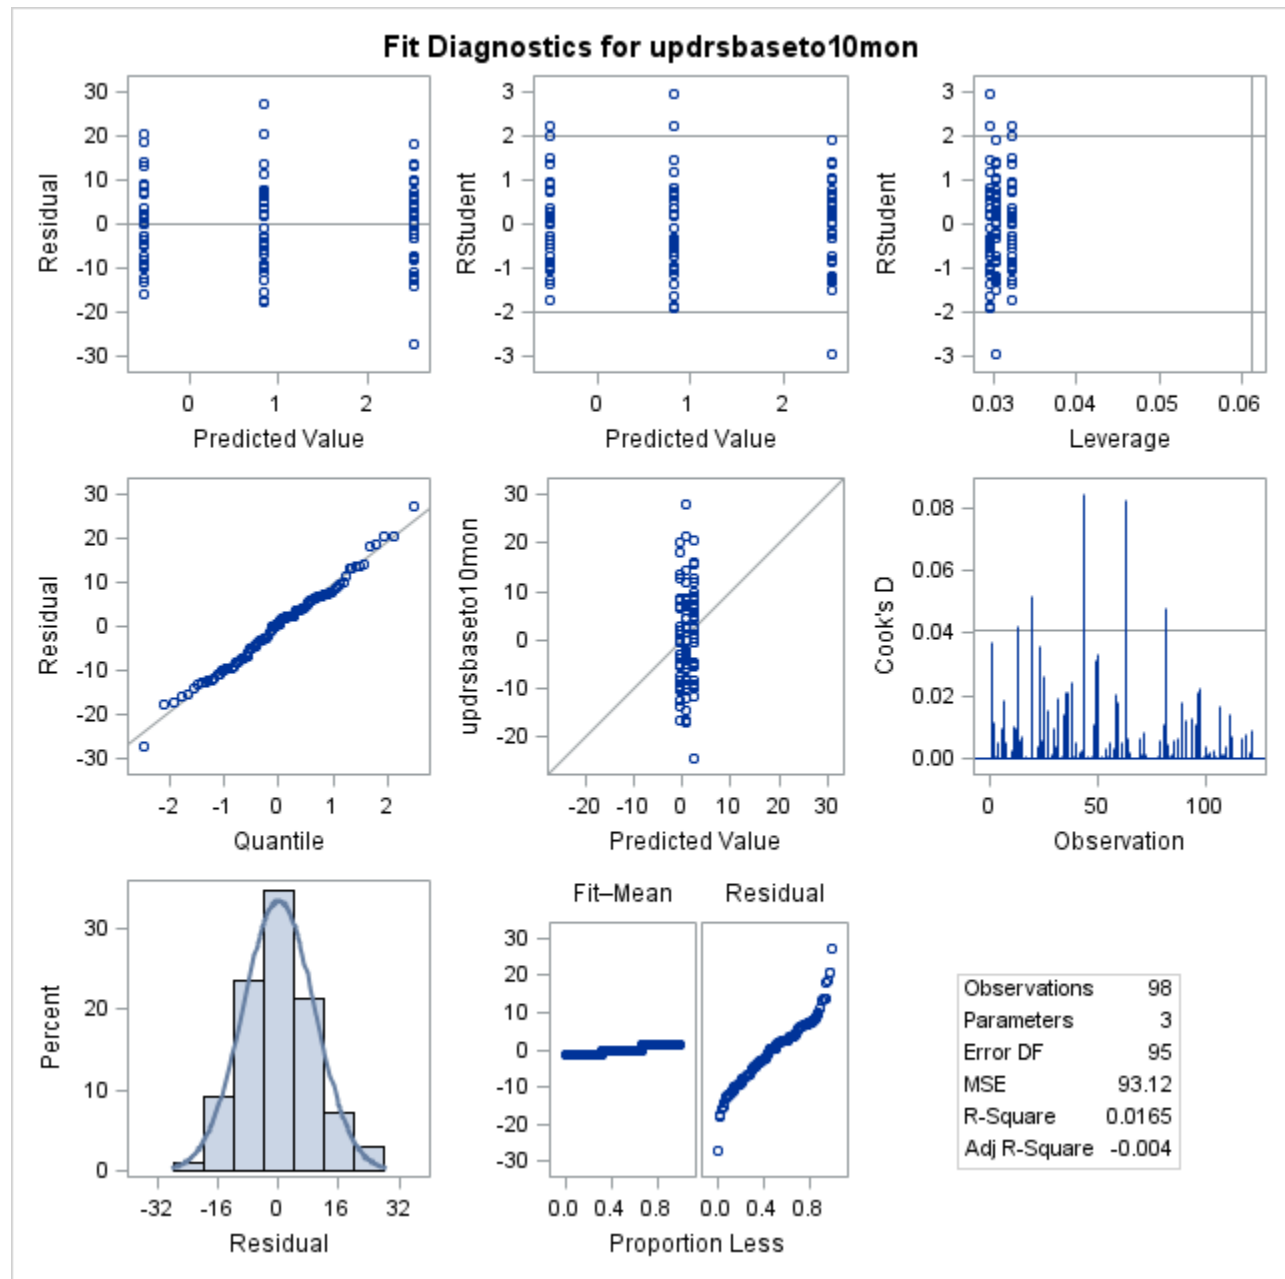 Fit Diagnostics for updrsbaseto10mon
30
20
10
0
-10
-20
-30
Residual
0 1 2
Predicted Value
3
2
1
0
-1
-2
-3
RStudent
0 1 2
Predicted Value
3
2
1
0
-1
-2
-3
RStudent
0.03 0.04 0.05 0.06
Leverage
30
20
10
0
-10
-20
-30
Residual
-2 -1 0 1 2
Quantile
30
20
10
0
-10
-20
updrsbaseto10mon
-20 -10 0 10 20 30
Predicted Value
0.08
0.06
0.04
0.02
0.00
Cook's D
0 50 100
Observation
30
20
10
0
Percent
-32 -16 0 16 32
Residual
Fit–Mean Residual
30
20
10
0
-10
-20
-30
0.0 0.4 0.8 0.0 0.4 0.8
Proportion Less
Observations 98
Parameters 3
Error DF 95
MSE 93.12
R-Square 0.0165
Adj R-Square -0.004